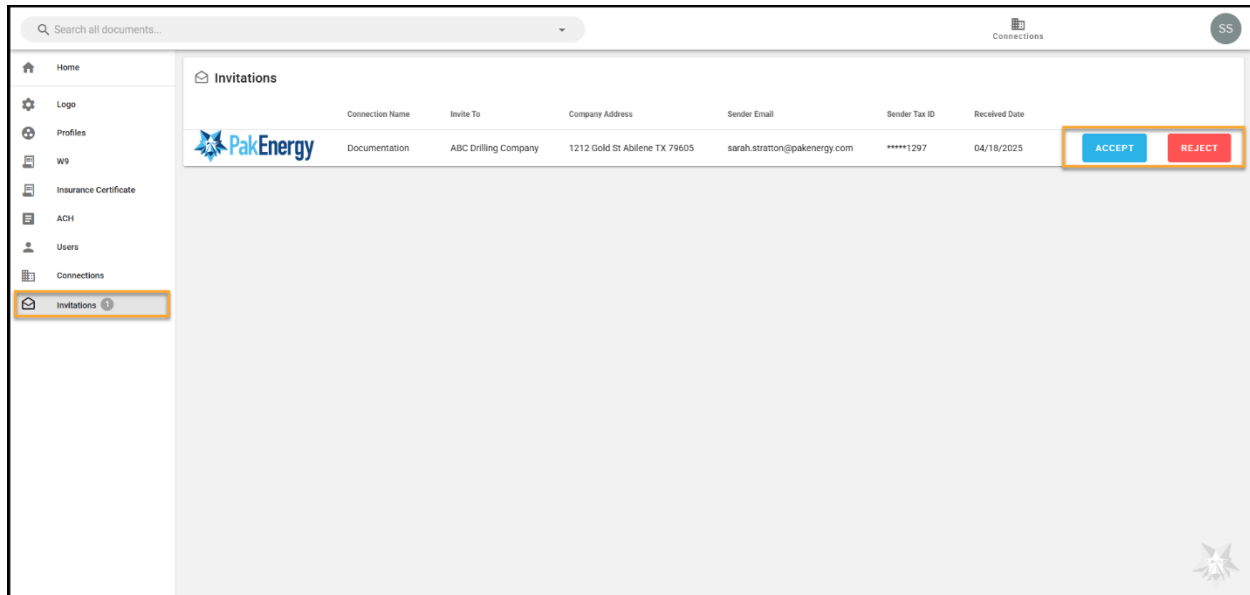 Search all documents...
Connections
SS
Home
Logo
Profiles
W9
Insurance Certificate
ACH
Users
Connections
Invitations 1
Invitations
Connection Name Invite To Company Address Sender Email Sender Tax ID Received Date
PakEnergy Documentation ABC Drilling Company 1212 Gold St Abilene TX 79605 sarah.stratton@pakenergy.com *****1297 04/18/2025 ACCEPT REJECT